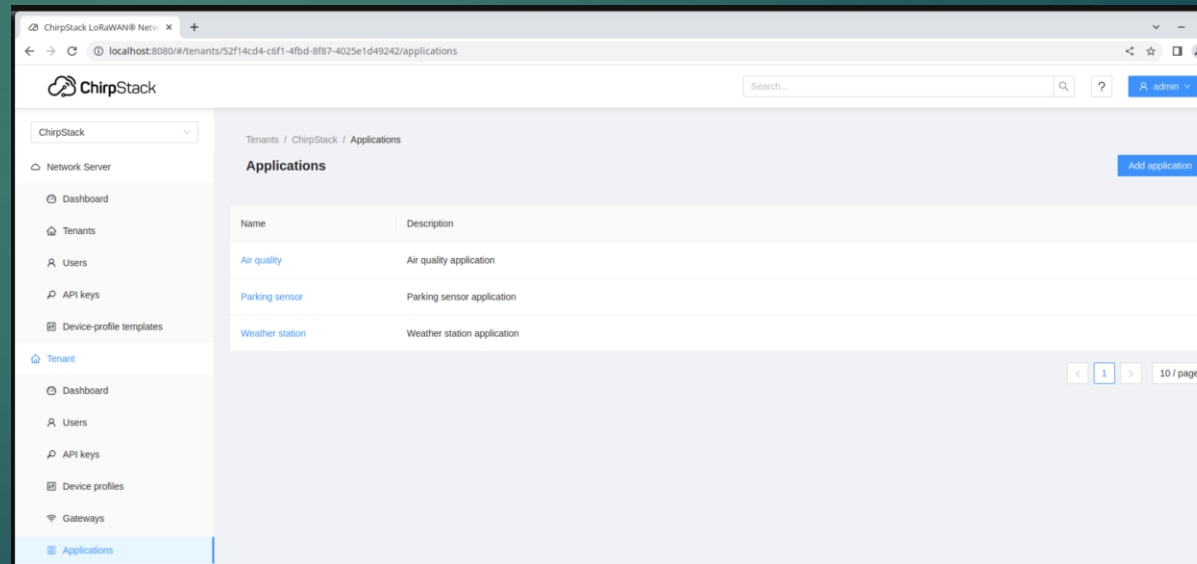 ChirpStack LoRaWAN® Netw
localhost:8080/#/tenants/52f14cd4-c6f1-4fbd-8f87-4025e1d49242/applications
ChirpStack
Search...
?
admin
ChirpStack
Network Server
Dashboard
Tenants
Users
API keys
Device-profile templates
Tenant
Dashboard
Users
API keys
Device profiles
Gateways
Applications
Tenants / ChirpStack / Applications
Applications
Add application
Name Description
Air quality Air quality application
Parking sensor Parking sensor application
Weather station Weather station application
< 1 > 10 / page